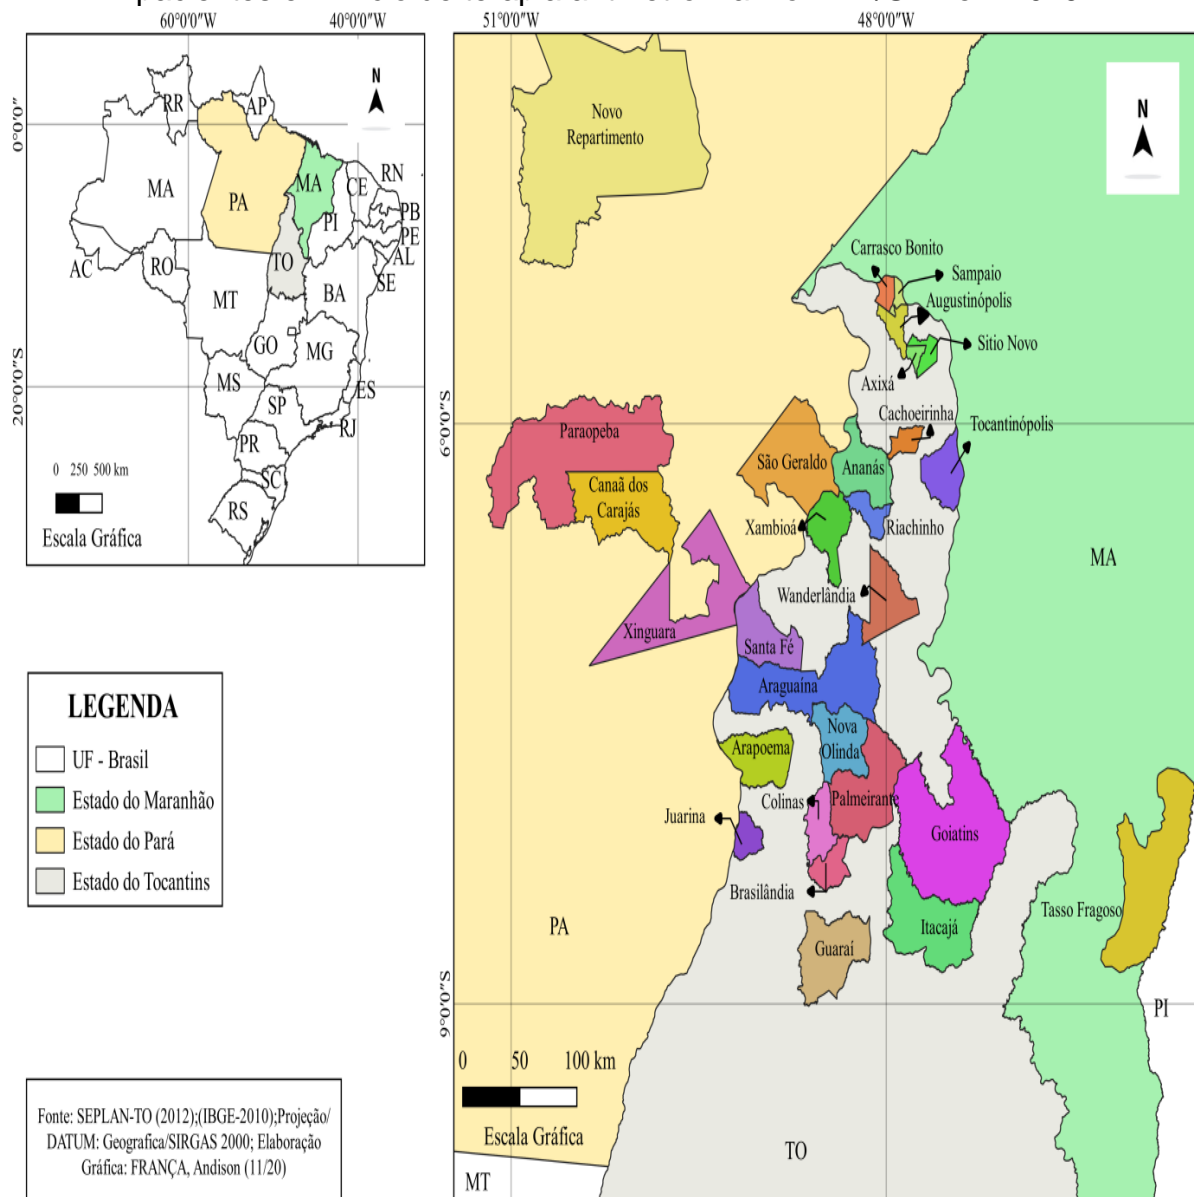 60°0'0"W
40°0'0"W
0°0'0"
20°0'0"S
N
RR
AP
MA
PA
MA
CE
RN
PB
PE
AL
SE
PI
TO
AC
RO
MT
BA
GO
MG
MS
ES
SP
RJ
PR
SC
RS
0 250 500 km
Escala Gráfica
LEGENDA
UF - Brasil
Estado do Maranhão
Estado do Pará
Estado do Tocantins
Fonte: SEPLAN-TO (2012);(IBGE-2010);Projeção/
DATUM: Geografica/SIRGAS 2000; Elaboração
Gráfica: FRANÇA, Andison (11/20)
51°0'0"W
48°0'0"W
6°0'0"S
9°0'0"S
N
Novo
Repartimento
Carrasco Bonito
Sampaio
Augustinópolis
Sitio Novo
Axixá
Cachoeirinha
Tocantinópolis
Paraopeba
Canaã dos
Carajás
São Geraldo
Ananás
Xambioá
Riachinho
MA
Wanderlândia
Xinguara
Santa Fé
Araguaína
Nova
Olinda
Arapoema
Colinas
Palmeirante
Juarina
Goiatins
Brasilândia
Tasso Fragoso
Itacajá
Guaraí
PA
PI
0 50 100 km
Escala Gráfica
TO
MT